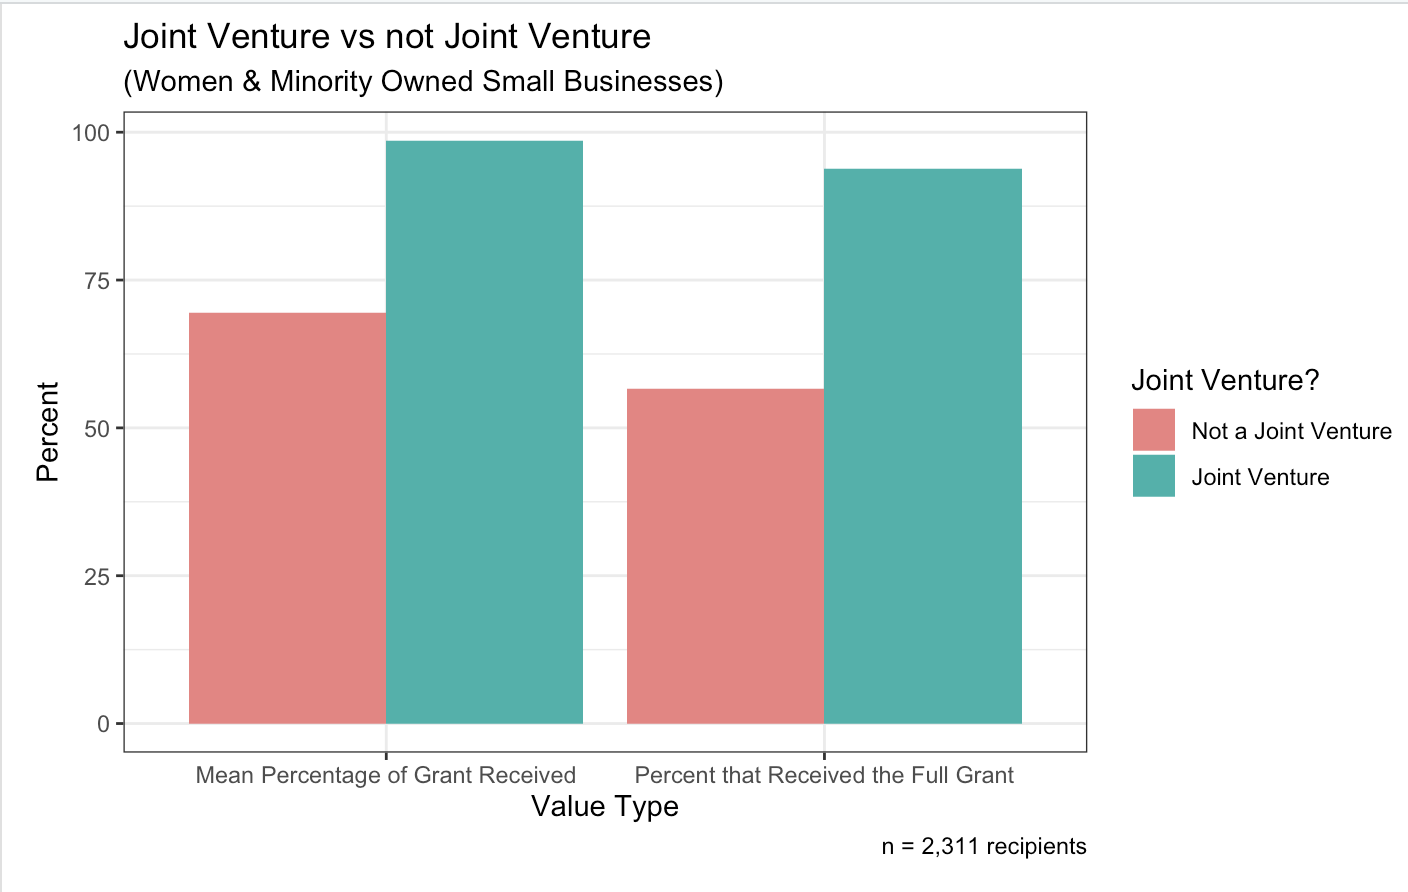 Joint Venture vs not Joint Venture
(Women & Minority Owned Small Businesses)
100
75
50
25
0
Percent
Mean Percentage of Grant Received
Percent that Received the Full Grant
Value Type
Joint Venture?
Not a Joint Venture
Joint Venture
n = 2,311 recipients